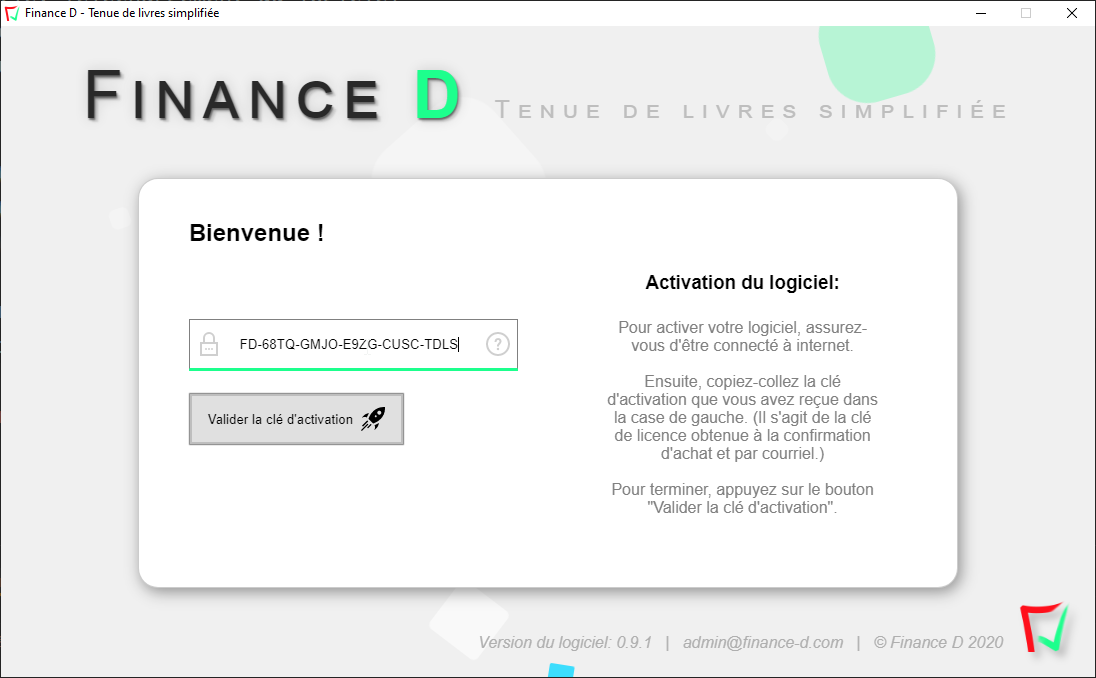 Finance D - Tenue de livres simplifiée
Finance D Tenue de livres simplifiée
Bienvenue !
FD-68TQ-GMJO-E9ZG-CUSC-TDLS
?
Valider la clé d'activation
Activation du logiciel:
Pour activer votre logiciel, assurez-
vous d'être connecté à internet.
Ensuite, copiez-collez la clé
d'activation que vous avez reçue dans
la case de gauche. (Il s'agit de la clé
de licence obtenue à la confirmation
d'achat et par courriel.)
Pour terminer, appuyez sur le bouton
"Valider la clé d'activation".
Version du logiciel: 0.9.1 | admin@finance-d.com | © Finance D 2020